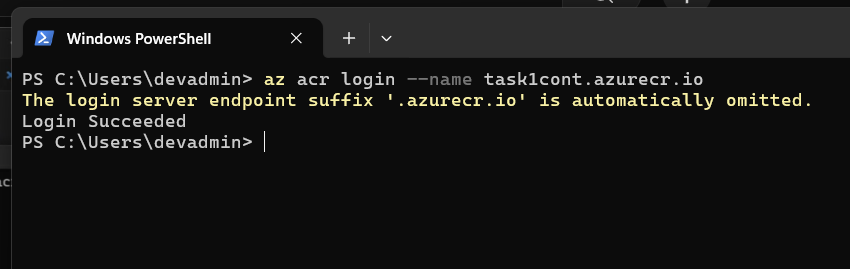 Windows PowerShell
PS C:\Users\devadmin> az acr login --name task1cont.azurecr.io
The login server endpoint suffix '.azurecr.io' is automatically omitted.
Login Succeeded
PS C:\Users\devadmin>